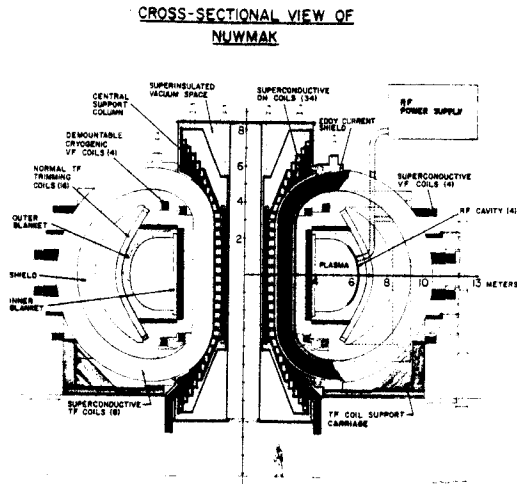 CROSS-SECTIONAL VIEW OF
NUWMAK
SUPERINSULATED
VACUUM SPACE
SUPERCONDUCTIVE
OH COILS (34)
RF
POWER SUPPLY
CENTRAL
SUPPORT
COLUMN
EDDY CURRENT
SHIELD
DEMOUNTABLE
CRYOGENIC
VF COILS (4)
SUPERCONDUCTIVE
VF COILS (4)
NORMAL TF
TRIMMING
COILS (16)
RF CAVITY (4)
OUTER
BLANKET
PLASMA
SHIELD
INNER
BLANKET
8
6
4
2
4
6
8
10
13 METERS
SUPERCONDUCTIVE
TF COILS (8)
TF COIL SUPPORT
CARRIAGE